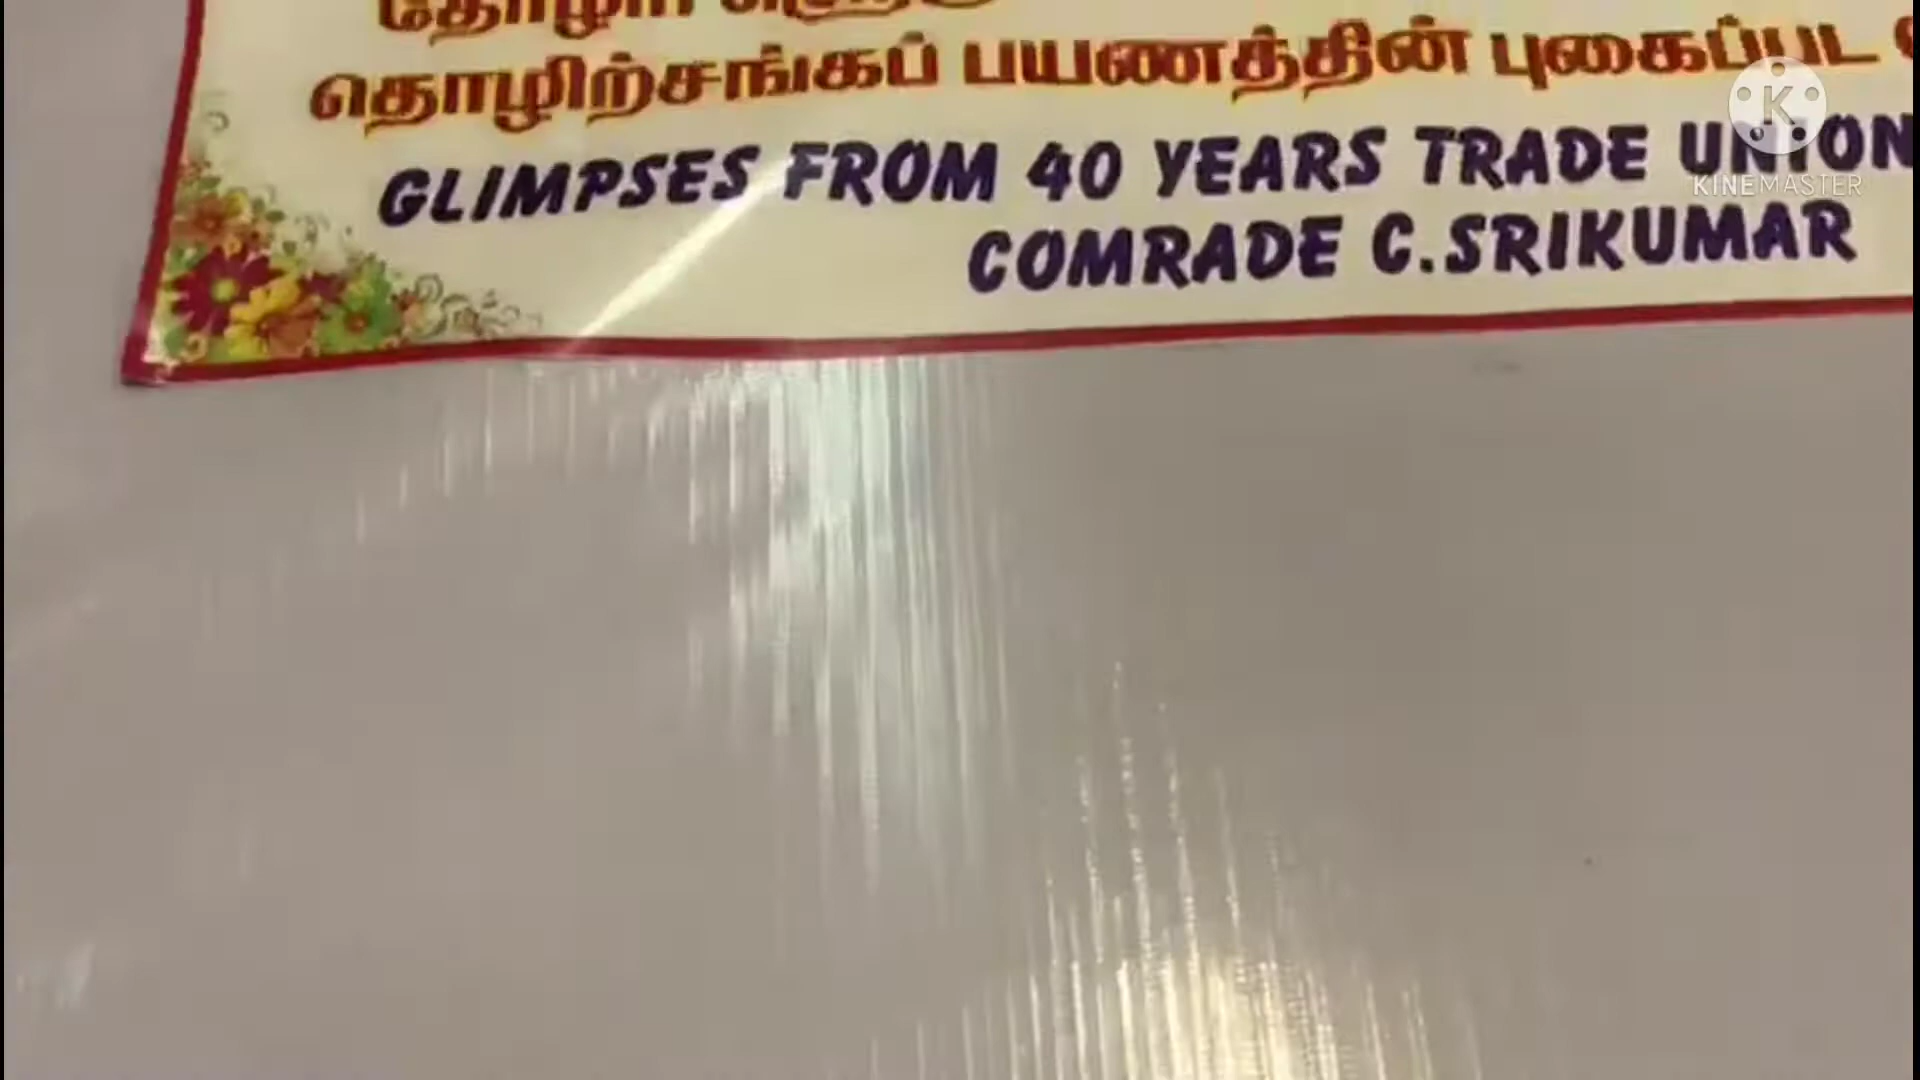 தொழிற்சங்கப் பயணத்தின் புகைப்பட
GLIMPSES FROM 40 YEARS TRADE UNION
COMRADE C.SRIKUMAR
K
KINEMASTER